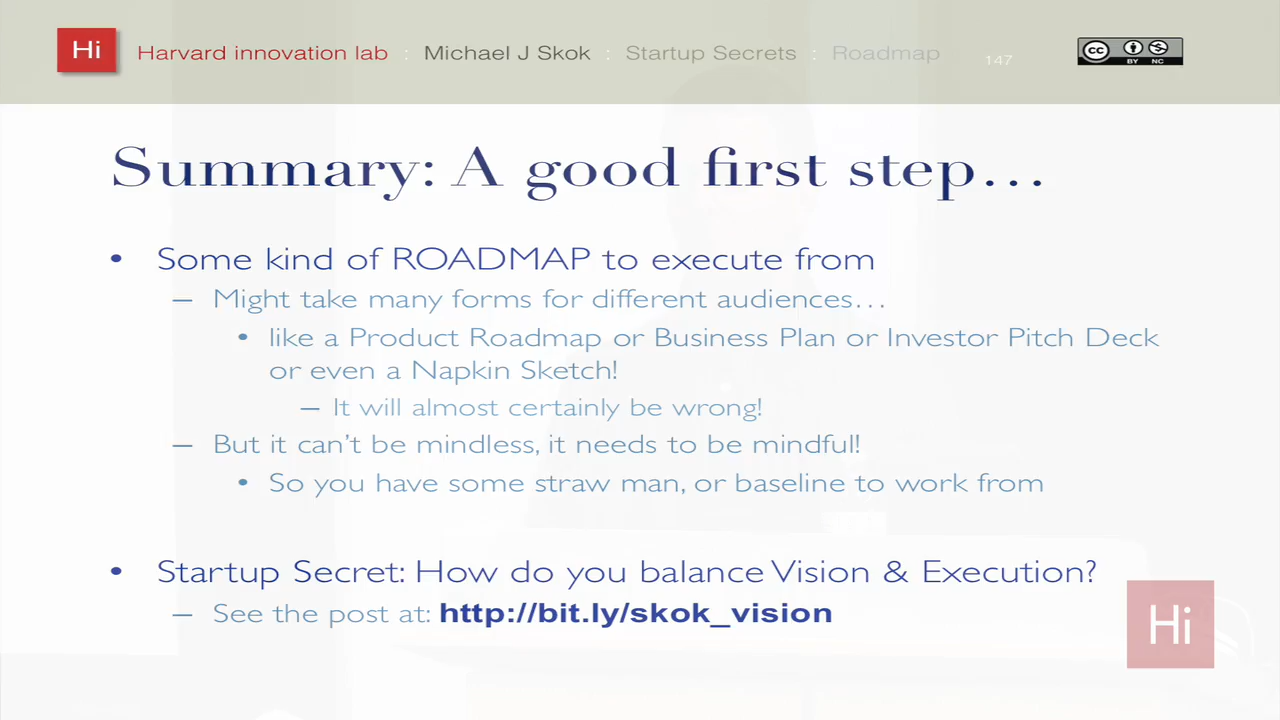 Hi Harvard innovation lab : Michael J Skok : Startup Secrets : Roadmap 147 cc BY NC
Summary: A good first step…
• Some kind of ROADMAP to execute from
– Might take many forms for different audiences…
• like a Product Roadmap or Business Plan or Investor Pitch Deck
or even a Napkin Sketch!
– It will almost certainly be wrong!
– But it can't be mindless, it needs to be mindful!
• So you have some straw man, or baseline to work from
• Startup Secret: How do you balance Vision & Execution?
– See the post at: http://bit.ly/skok_vision
Hi